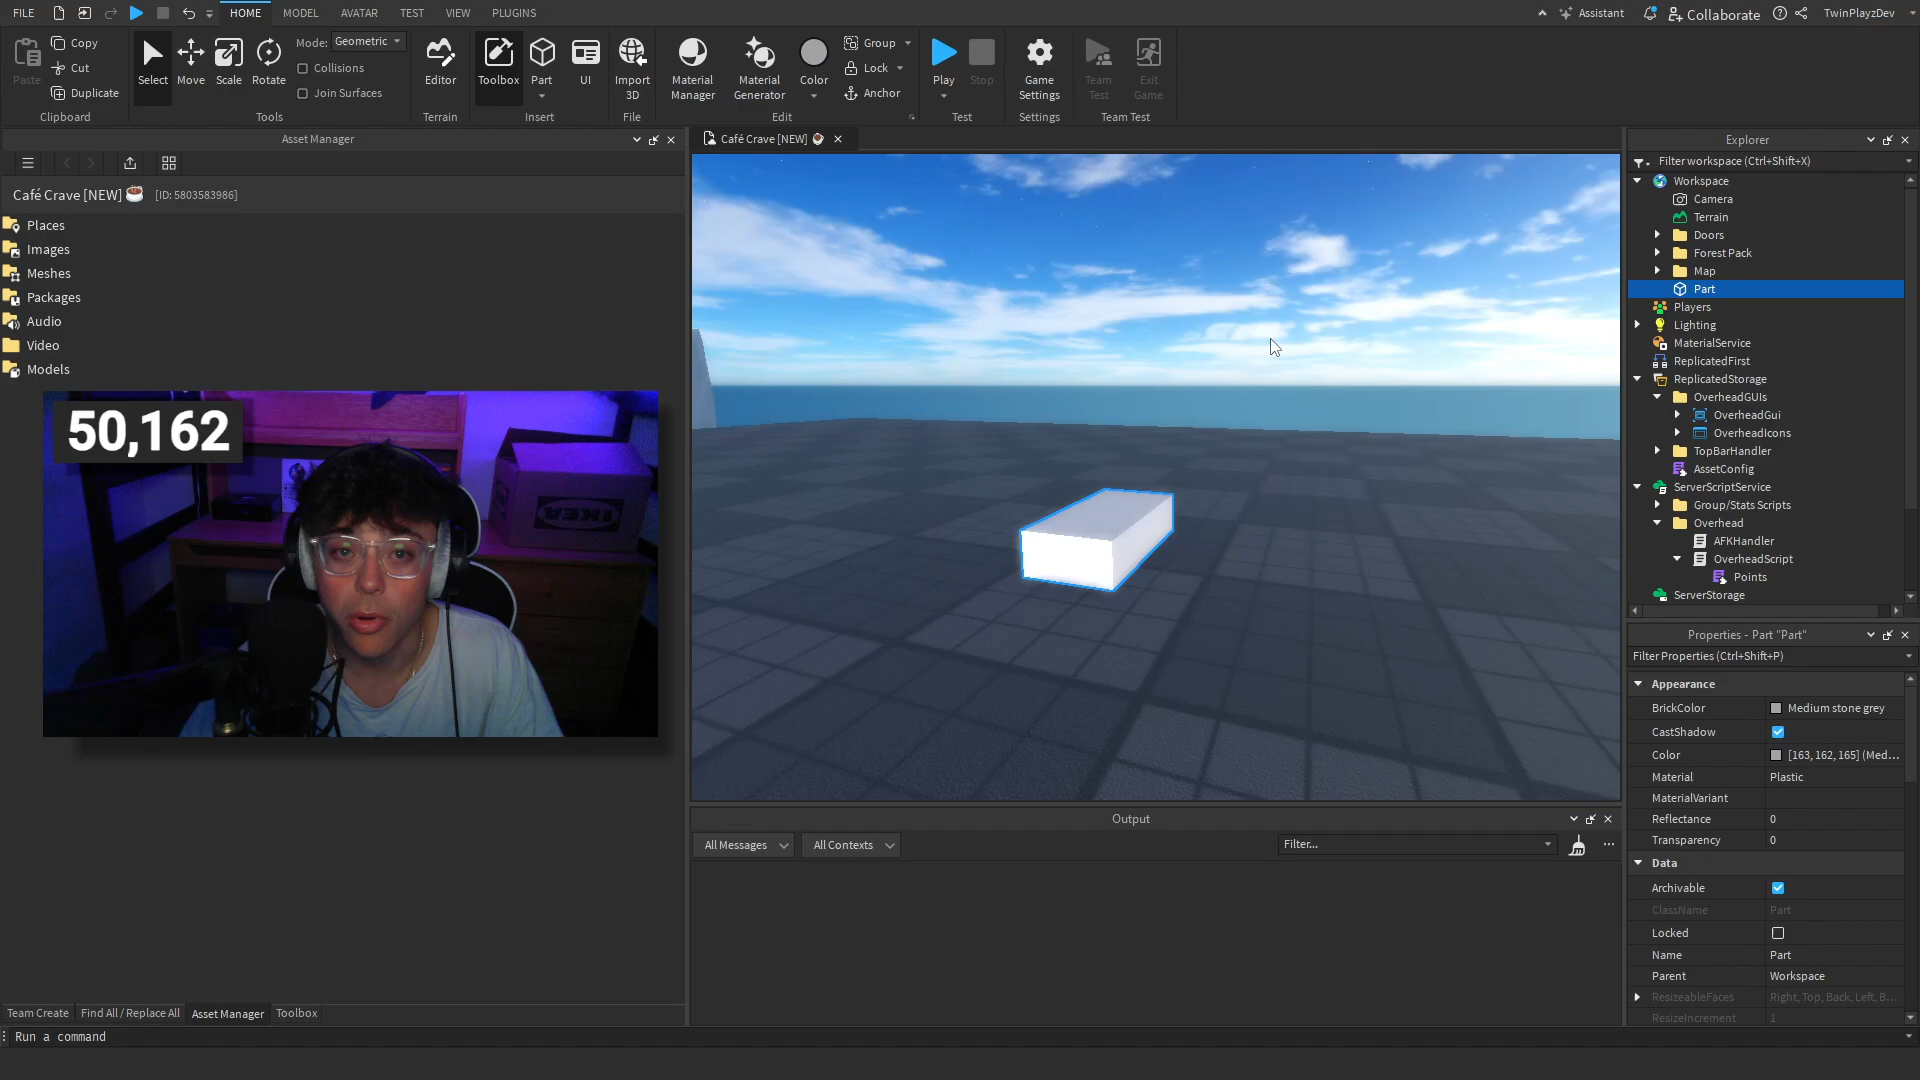 FILE
HOME
MODEL
AVATAR
TEST
VIEW
PLUGINS
Assistant
Collaborate
TwinPlayzDev
Paste
Copy
Cut
Duplicate
Clipboard
Select
Move
Scale
Rotate
Mode: Geometric
Collisions
Join Surfaces
Tools
Editor
Terrain
Toolbox
Part
UI
Insert
Import
3D
File
Material
Manager
Material
Generator
Color
Group
Lock
Anchor
Edit
Play
Stop
Test
Game
Settings
Settings
Team
Test
Exit
Game
Team Test
Asset Manager
Café Crave [NEW] [ID: 5803583986]
Places
Images
Meshes
Packages
Audio
Video
Models
50,162
IKEA
Team Create
Find All / Replace All
Asset Manager
Toolbox
Run a command
Café Crave [NEW]
Output
All Messages
All Contexts
Filter...
Explorer
Filter workspace (Ctrl+Shift+X)
Workspace
Camera
Terrain
Doors
Forest Pack
Map
Part
Players
Lighting
MaterialService
ReplicatedFirst
ReplicatedStorage
OverheadGUIs
OverheadGui
OverheadIcons
TopBarHandler
AssetConfig
ServerScriptService
Group/Stats Scripts
Overhead
AFKHandler
OverheadScript
Points
ServerStorage
Properties - Part "Part"
Filter Properties (Ctrl+Shift+P)
Appearance
BrickColor Medium stone grey
CastShadow
Color [163, 162, 165] (Med...
Material Plastic
MaterialVariant
Reflectance 0
Transparency 0
Data
Archivable
ClassName Part
Locked
Name Part
Parent Workspace
ResizeableFaces Right, Top, Back, Left, B...
ResizeIncrement 1